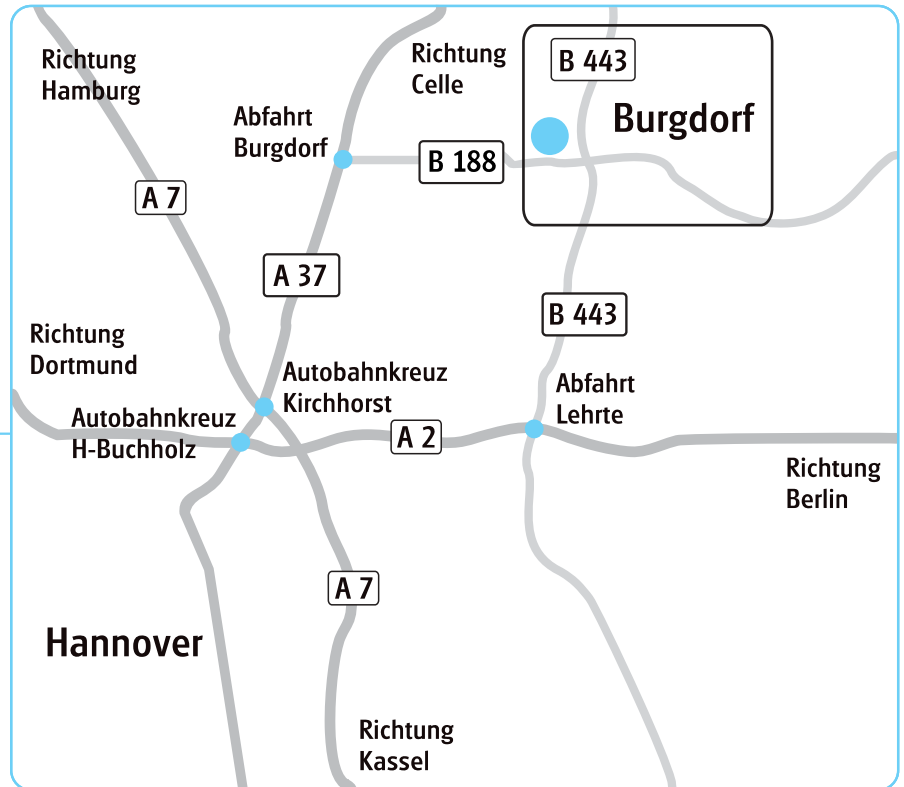 Richtung
Hamburg
Richtung
Celle
B 443
Burgdorf
Abfahrt
Burgdorf
B 188
A 7
A 37
B 443
Richtung
Dortmund
Autobahnkreuz
Kirchhorst
Abfahrt
Lehrte
Autobahnkreuz
H-Buchholz
A 2
Richtung
Berlin
A 7
Hannover
Richtung
Kassel